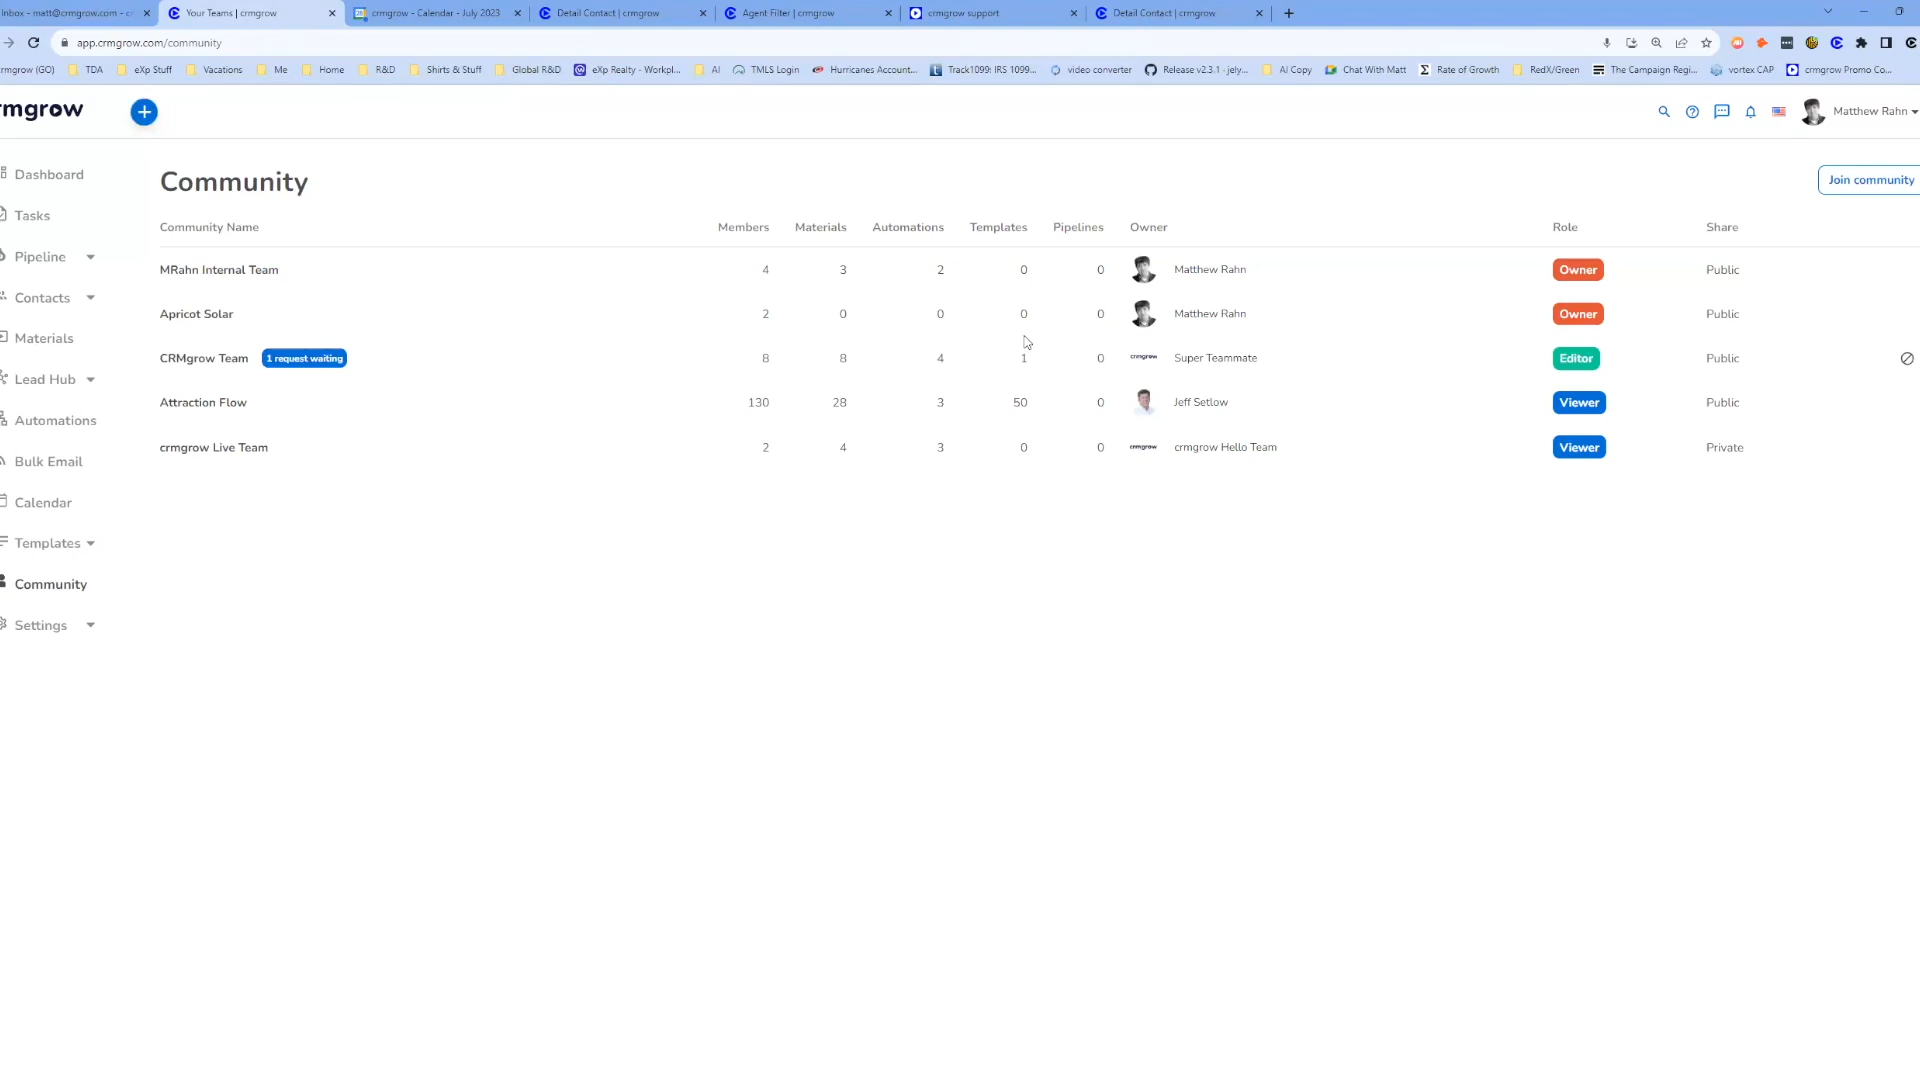 Inbox - matt@crmgrow.com - cr
Your Teams | crmgrow
crmgrow - Calendar - July 2023
Detail Contact | crmgrow
Agent Filter | crmgrow
crmgrow support
Detail Contact | crmgrow
app.crmgrow.com/community
crmgrow (GO)
TDA
eXp Stuff
Vacations
Me
Home
R&D
Shirts & Stuff
Global R&D
eXp Realty - Workpl...
AI
TMLS Login
Hurricanes Account...
Track1099: IRS 1099...
video converter
Release v2.3.1 · jely...
AI Copy
Chat With Matt
Rate of Growth
RedX/Green
The Campaign Regi...
vortex CAP
crmgrow Promo Co...
rmgrow
+
Matthew Rahn
Dashboard
Tasks
Pipeline
Contacts
Materials
Lead Hub
Automations
Bulk Email
Calendar
Templates
Community
Settings
Community
Join community
Community Name Members Materials Automations Templates Pipelines Owner Role Share
MRahn Internal Team 4 3 2 0 0 Matthew Rahn Owner Public
Apricot Solar 2 0 0 0 0 Matthew Rahn Owner Public
CRMgrow Team 1 request waiting 8 8 4 1 0 crmgrow Super Teammate Editor Public
Attraction Flow 130 28 3 50 0 Jeff Setlow Viewer Public
crmgrow Live Team 2 4 3 0 0 crmgrow crmgrow Hello Team Viewer Private